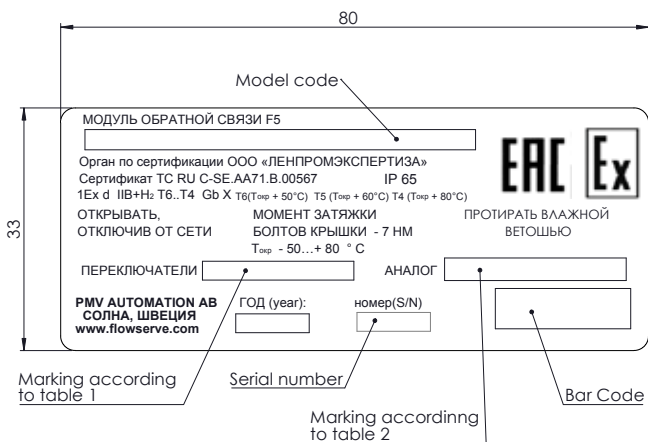 80
Model code
33
МОДУЛЬ ОБРАТНОЙ СВЯЗИ F5
Орган по сертификации ООО «ЛЕНПРОМЭКСПЕРТИЗА»
Сертификат ТС RU C-SE.AA71.B.00567 IP 65
1Ex d IIB+H₂ T6..T4 Gb X T6(Токр + 50°C) T5 (Токр + 60°C) T4 (Токр + 80°C)
EAC Ex
ОТКРЫВАТЬ, МОМЕНТ ЗАТЯЖКИ ПРОТИРАТЬ ВЛАЖНОЙ
ОТКЛЮЧИВ ОТ СЕТИ БОЛТОВ КРЫШКИ - 7 НМ ВЕТОШЬЮ
Токр - 50...+ 80 ° C
ПЕРЕКЛЮЧАТЕЛИ АНАЛОГ
PMV AUTOMATION AB ГОД (year): номер(S/N)
СОЛНА, ШВЕЦИЯ
www.flowserve.com
Marking according
to table 1
Serial number
Marking accordinng
to table 2
Bar Code